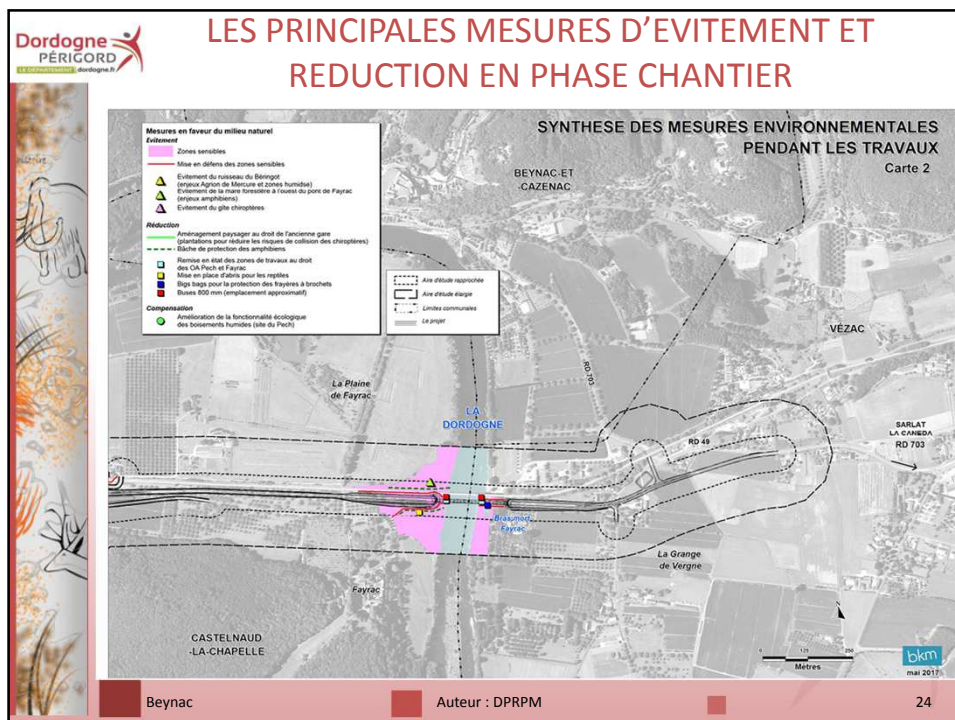 Dordogne
PÉRIGORD
LE DÉPARTEMENT dordogne.fr
LES PRINCIPALES MESURES D’EVITEMENT ET
REDUCTION EN PHASE CHANTIER
Mesures en faveur du milieu naturel
Evitement
Zones sensibles
Mise en défens des zones sensibles
Evitement du ruisseau du Béringot
(enjeux Agrion de Mercure et zones humidse)
Evitement de la mare forestière à l'ouest du pont de Fayrac
(enjeux amphibiens)
Evitement du gîte chiroptères
Réduction
Aménagement paysager au droit de l'ancienne gare
(plantations pour réduire les risques de collision des chiroptères)
Bâche de protection des amphibiens
Remise en état des zones de travaux au droit
des OA Pech et Fayrac
Mise en place d'abris pour les reptiles
Bigs bags pour la protection des frayères à brochets
Buses 800 mm (emplacement approximatif)
Compensation
Amélioration de la fonctionnalité écologique
des boisements humides (site du Pech)
Aire d'étude rapprochée
Aire d'étude élargie
Limites communales
Le projet
SYNTHESE DES MESURES ENVIRONNEMENTALES
PENDANT LES TRAVAUX
Carte 2
BEYNAC-ET
-CAZENAC
VÉZAC
RD 703
La Plaine
de Fayrac
LA
DORDOGNE
RD 49
SARLAT
LA CANEDA
RD 703
Bras mort
Fayrac
La Grange
de Vergne
Fayrac
CASTELNAUD
-LA-CHAPELLE
N
0 125 250
Mètres
bkm
mai 2017
Beynac
Auteur : DPRPM
24